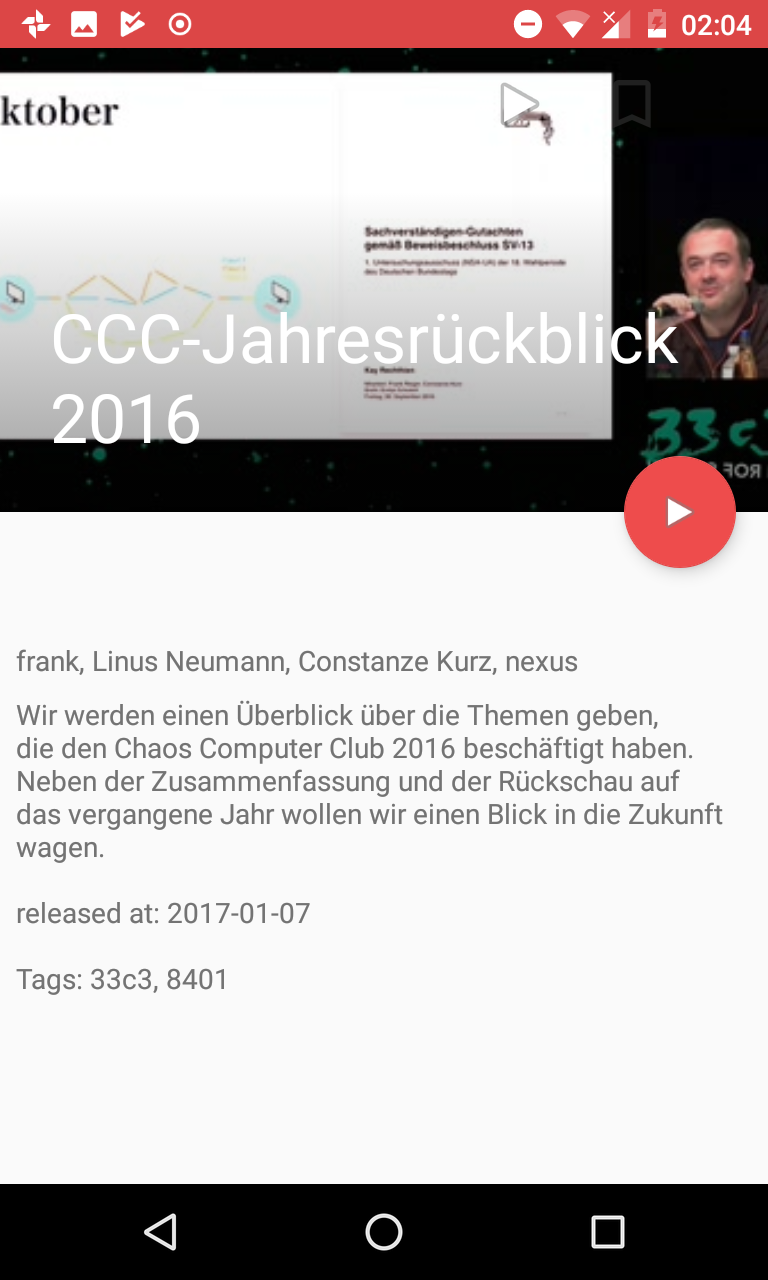 02:04
ktober
Sachverständigen-Gutachten
gemäß Beweisbeschluss SV-13
1. Untersuchungsausschuss (NSA-UA) der 18. Wahlperiode
des Deutschen Bundestags
CCC-Jahresrückblick
2016
33c3
frank, Linus Neumann, Constanze Kurz, nexus
Wir werden einen Überblick über die Themen geben,
die den Chaos Computer Club 2016 beschäftigt haben.
Neben der Zusammenfassung und der Rückschau auf
das vergangene Jahr wollen wir einen Blick in die Zukunft
wagen.
released at: 2017-01-07
Tags: 33c3, 8401